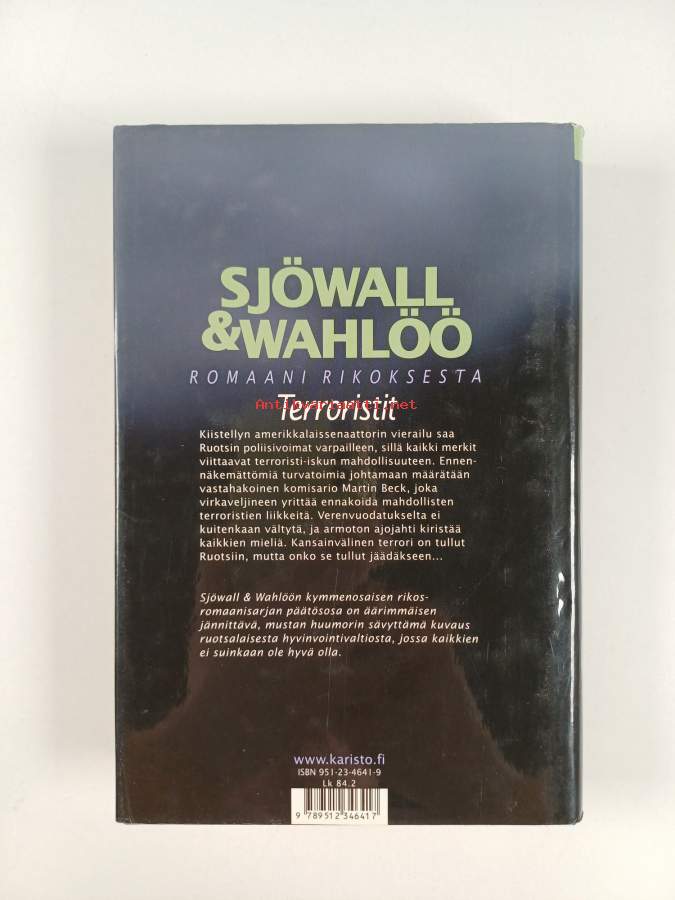 SJÖWALL
&WAHLÖÖ
ROMAANI RIKOKSESTA
Terroristit
Antikvariaatti.net
Kiistellyn amerikkalaissenaattorin vierailu saa
Ruotsin poliisivoimat varpailleen, sillä kaikki merkit
viittaavat terroristi-iskun mahdollisuuteen. Ennen-
näkemättömiä turvatoimia johtamaan määrätään
vastahakoinen komisario Martin Beck, joka
virkaveljineen yrittää ennakoida mahdollisten
terroristien liikkeitä. Verenvuodatukselta ei
kuitenkaan vältytä, ja armoton ajojahti kiristää
kaikkien mieliä. Kansainvälinen terrori on tullut
Ruotsiin, mutta onko se tullut jäädäkseen...
Sjöwall & Wahlöön kymmenosaisen rikos-
romaanisarjan päätösosa on äärimmäisen
jännittävä, mustan huumorin sävyttämä kuvaus
ruotsalaisesta hyvinvointivaltiosta, jossa kaikkien
ei suinkaan ole hyvä olla.
www.karisto.fi
ISBN 951-23-4641-9
Lk 84.2
9 789512 346417